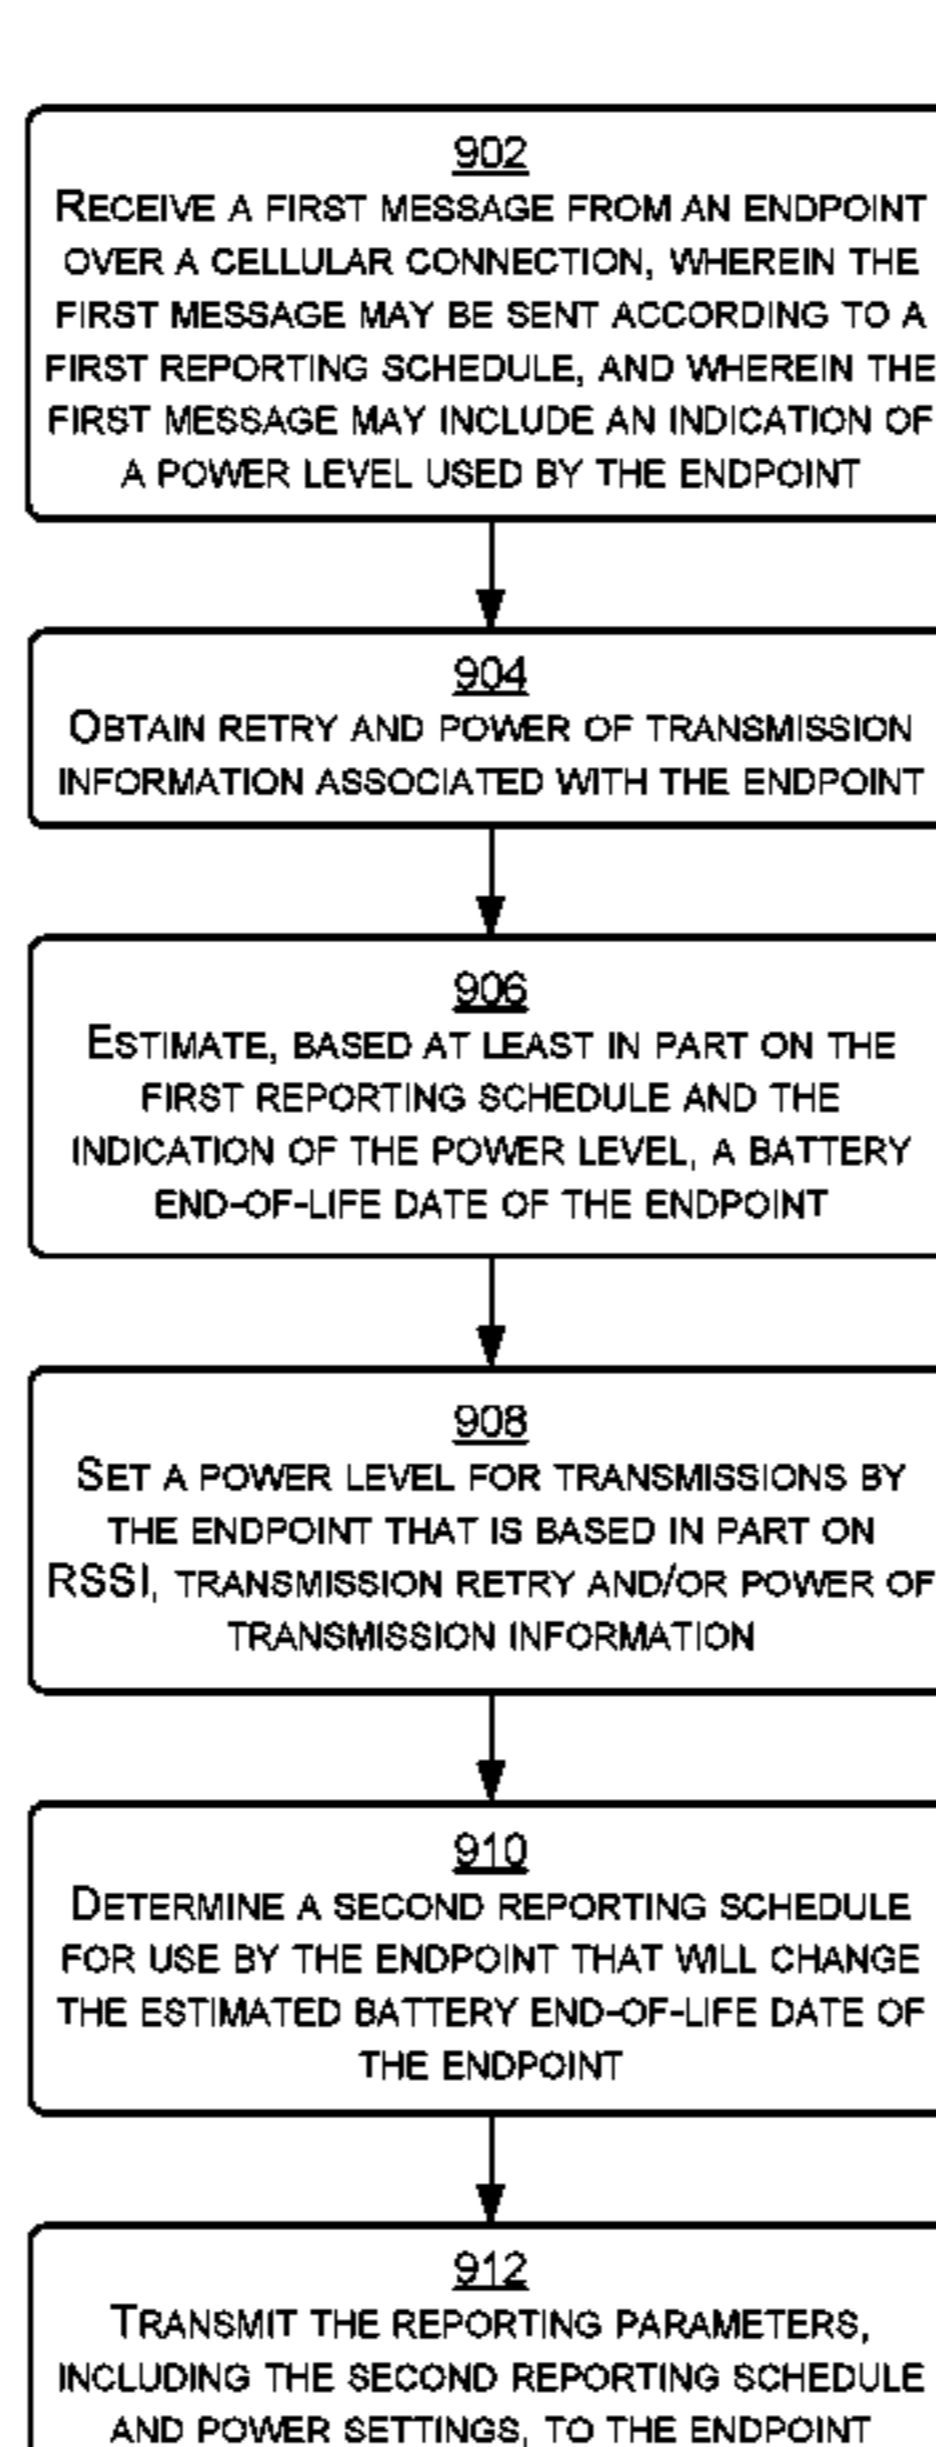 902
RECEIVE A FIRST MESSAGE FROM AN ENDPOINT
OVER A CELLULAR CONNECTION, WHEREIN THE
FIRST MESSAGE MAY BE SENT ACCORDING TO A
FIRST REPORTING SCHEDULE, AND WHEREIN THE
FIRST MESSAGE MAY INCLUDE AN INDICATION OF
A POWER LEVEL USED BY THE ENDPOINT
904
OBTAIN RETRY AND POWER OF TRANSMISSION
INFORMATION ASSOCIATED WITH THE ENDPOINT
906
ESTIMATE, BASED AT LEAST IN PART ON THE
FIRST REPORTING SCHEDULE AND THE
INDICATION OF THE POWER LEVEL, A BATTERY
END-OF-LIFE DATE OF THE ENDPOINT
908
SET A POWER LEVEL FOR TRANSMISSIONS BY
THE ENDPOINT THAT IS BASED IN PART ON
RSSI, TRANSMISSION RETRY AND/OR POWER OF
TRANSMISSION INFORMATION
910
DETERMINE A SECOND REPORTING SCHEDULE
FOR USE BY THE ENDPOINT THAT WILL CHANGE
THE ESTIMATED BATTERY END-OF-LIFE DATE OF
THE ENDPOINT
912
TRANSMIT THE REPORTING PARAMETERS,
INCLUDING THE SECOND REPORTING SCHEDULE
AND POWER SETTINGS, TO THE ENDPOINT